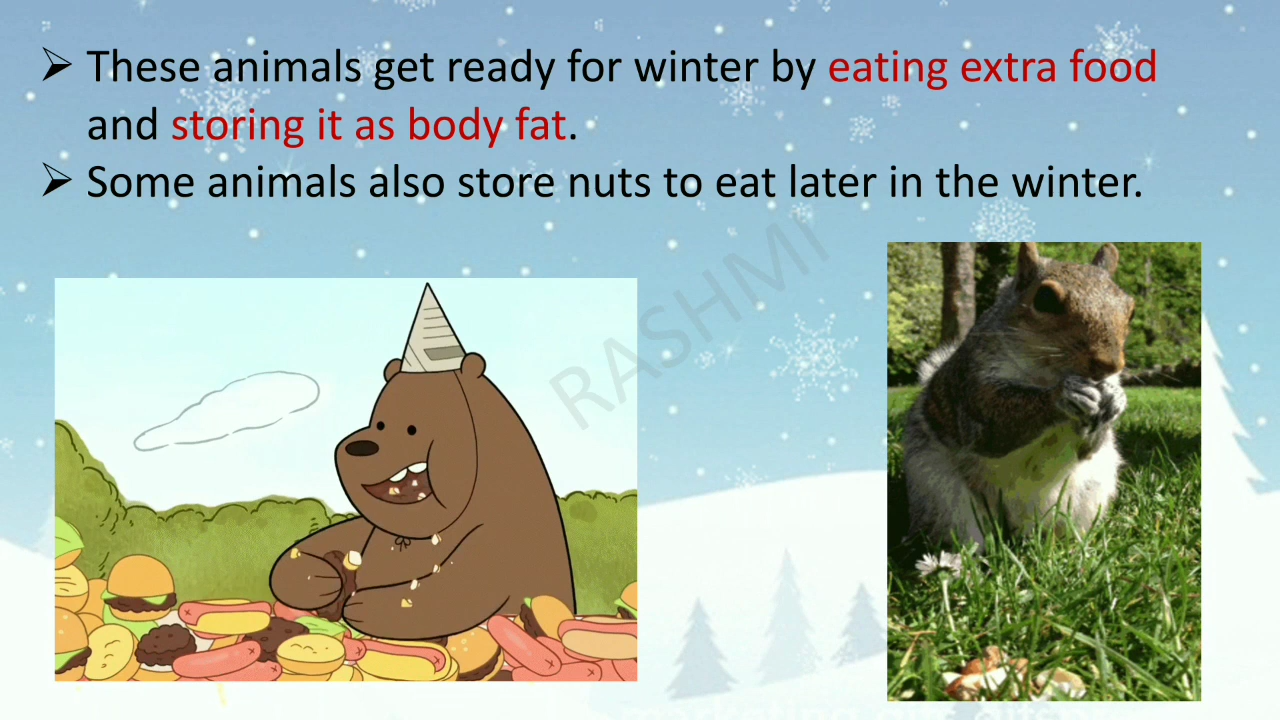 ➢ These animals get ready for winter by eating extra food
and storing it as body fat.
➢ Some animals also store nuts to eat later in the winter.
RASHMI